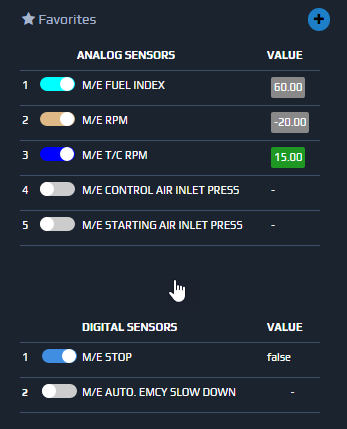 Favorites
ANALOG SENSORS VALUE
1 M/E FUEL INDEX 60.00
2 M/E RPM -20.00
3 M/E T/C RPM 15.00
4 M/E CONTROL AIR INLET PRESS -
5 M/E STARTING AIR INLET PRESS -
DIGITAL SENSORS VALUE
1 M/E STOP false
2 M/E AUTO. EMCY SLOW DOWN -